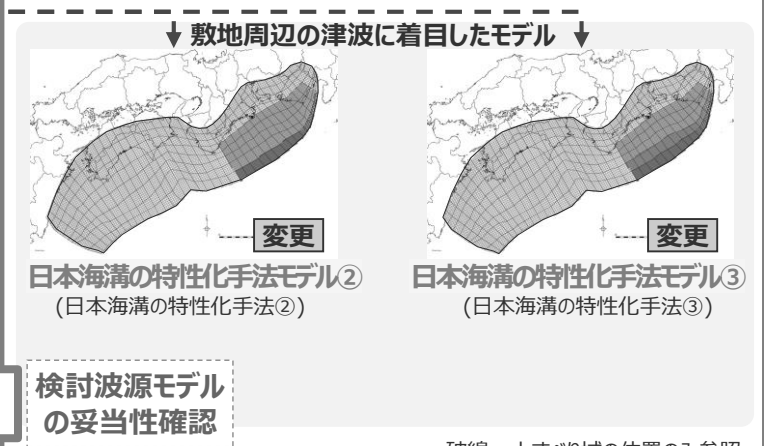 敷地周辺の津波に着目したモデル
変更
変更
日本海溝の特性化手法モデル②
(日本海溝の特性化手法②)
日本海溝の特性化手法モデル③
(日本海溝の特性化手法③)
検討波源モデル
の妥当性確認